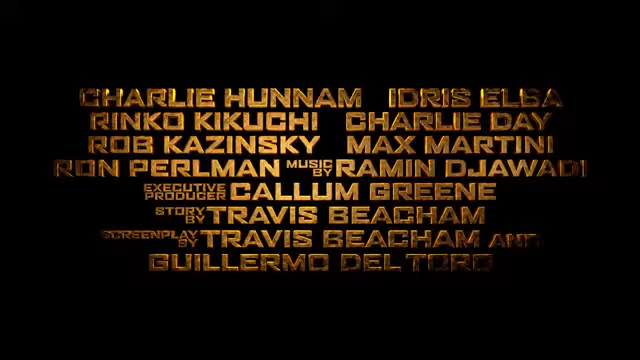 CHARLIE HUNNAM IDRIS ELBA
RINKO KIKUCHI CHARLIE DAY
ROB KAZINSKY MAX MARTINI
RON PERLMAN MUSIC BY RAMIN DJAWADI
EXECUTIVE PRODUCER CALLUM GREENE
STORY BY TRAVIS BEACHAM
SCREENPLAY BY TRAVIS BEACHAM AND
GUILLERMO DEL TORO